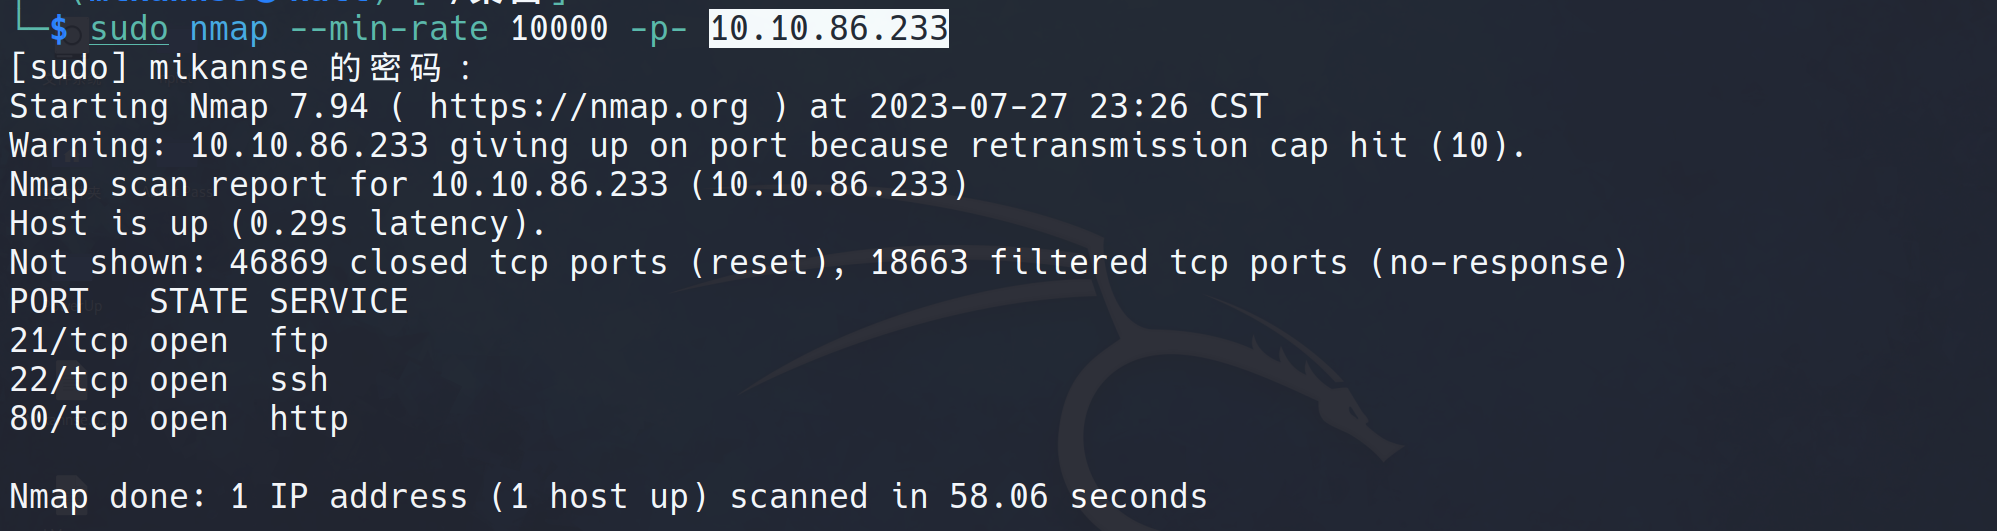 └─$ sudo nmap --min-rate 10000 -p- 10.10.86.233
[sudo] mikannse 的密码：
Starting Nmap 7.94 ( https://nmap.org ) at 2023-07-27 23:26 CST
Warning: 10.10.86.233 giving up on port because retransmission cap hit (10).
Nmap scan report for 10.10.86.233 (10.10.86.233)
Host is up (0.29s latency).
Not shown: 46869 closed tcp ports (reset), 18663 filtered tcp ports (no-response)
PORT   STATE SERVICE
21/tcp open  ftp
22/tcp open  ssh
80/tcp open  http
Nmap done: 1 IP address (1 host up) scanned in 58.06 seconds